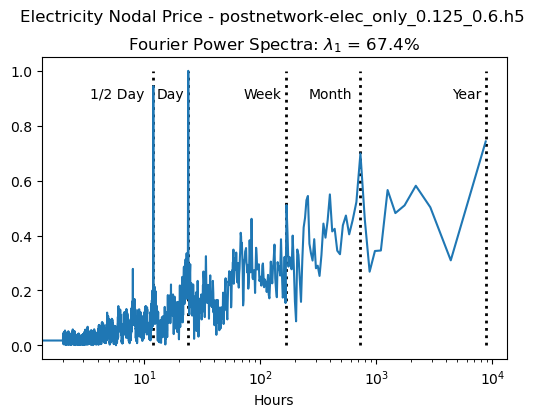 Electricity Nodal Price - postnetwork-elec_only_0.125_0.6.h5
Fourier Power Spectra: λ₁ = 67.4%
1.0
0.8
0.6
0.4
0.2
0.0
1/2 Day
Day
Week
Month
Year
10¹
10²
10³
10⁴
Hours